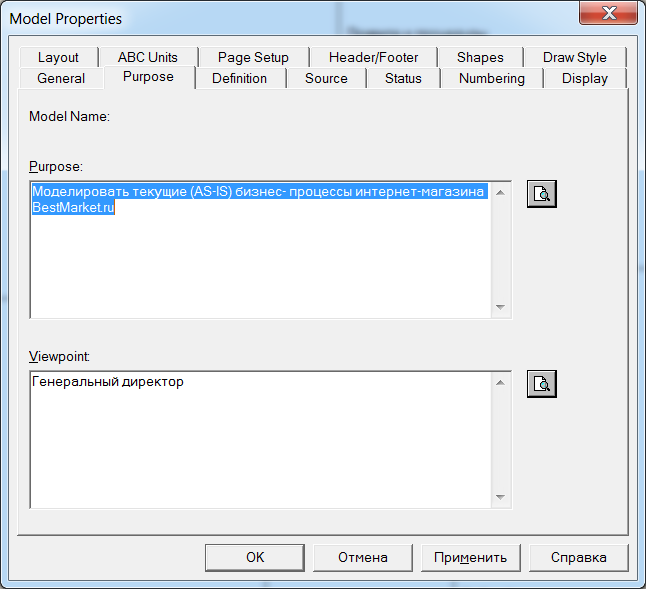 Model Properties
Layout ABC Units Page Setup Header/Footer Shapes Draw Style
General Purpose Definition Source Status Numbering Display
Model Name:
Purpose:
Моделировать текущие (AS-IS) бизнес- процессы интернет-магазина
BestMarket.ru
Viewpoint:
Генеральный директор
OK Отмена Применить Справка